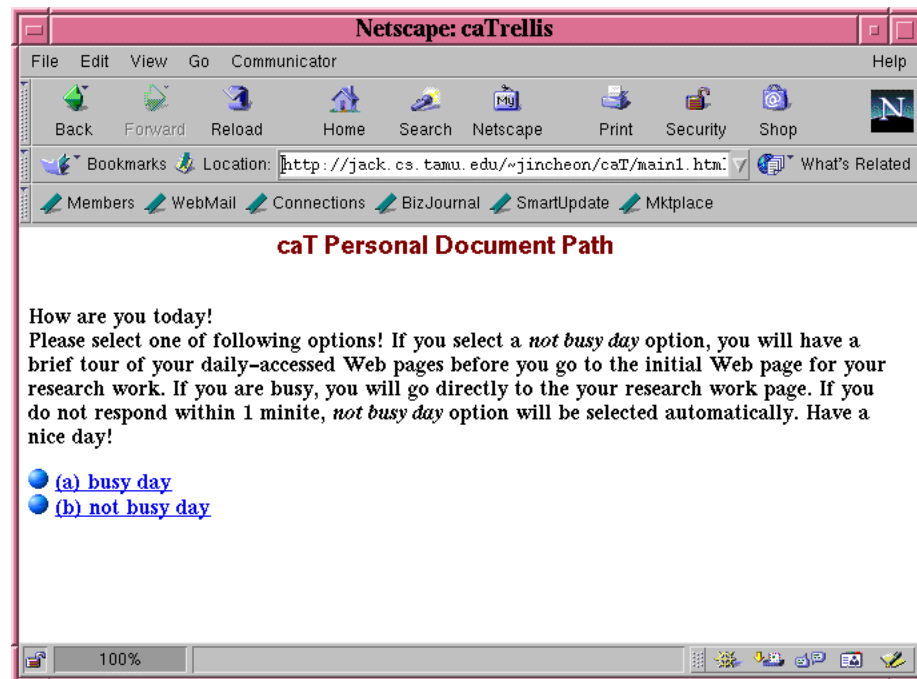 Netscape: caTrellis
File Edit View Go Communicator Help
Back Forward Reload Home Search Netscape Print Security Shop
My
N
Bookmarks Location: http://jack.cs.tamu.edu/~jincheon/caT/main1.html What's Related
Members WebMail Connections BizJournal SmartUpdate Mktplace
caT Personal Document Path
How are you today!
Please select one of following options! If you select a not busy day option, you will have a
brief tour of your daily-accessed Web pages before you go to the initial Web page for your
research work. If you are busy, you will go directly to the your research work page. If you
do not respond within 1 minite, not busy day option will be selected automatically. Have a
nice day!
(a) busy day
(b) not busy day
100%